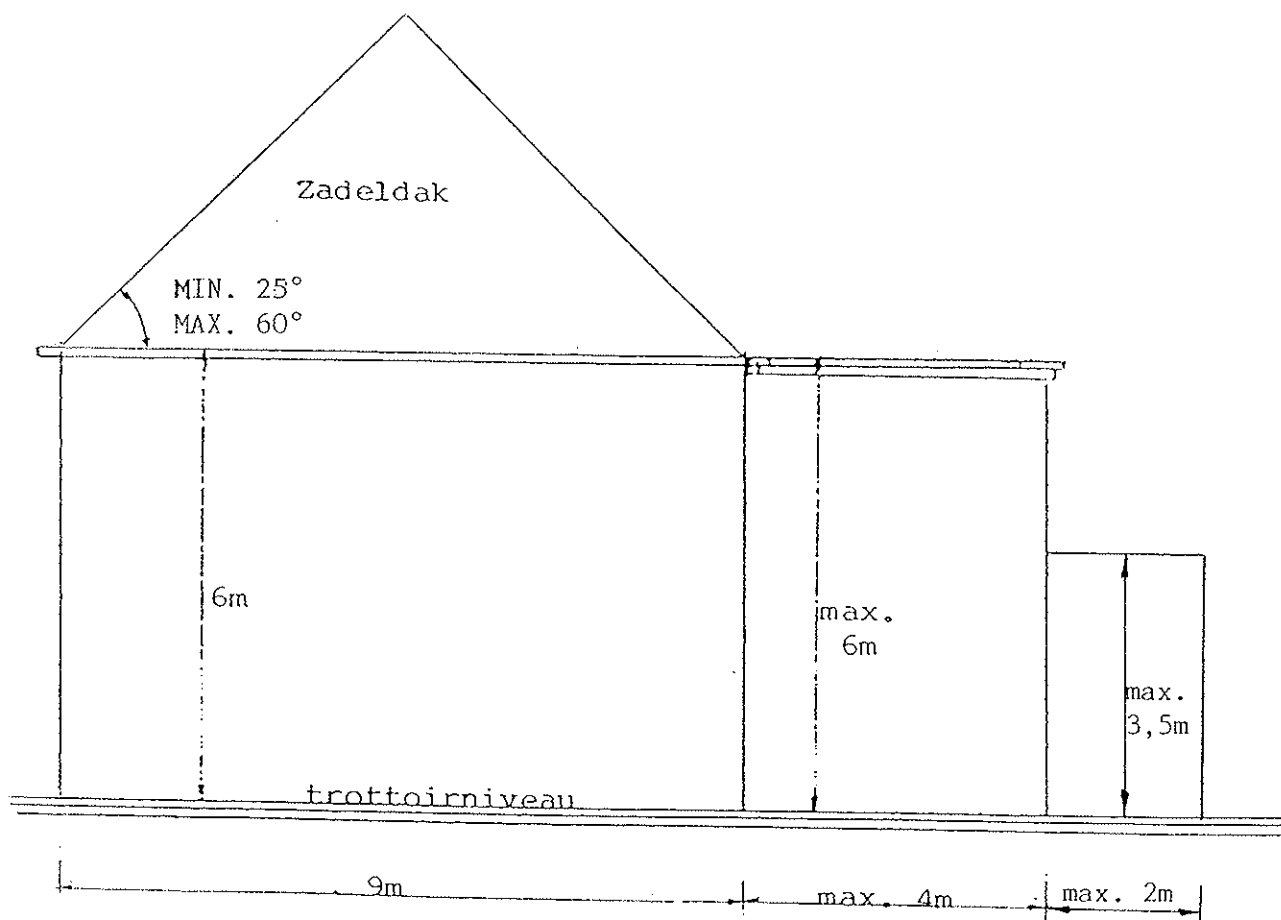 Zadeldak
MIN. 25°
MAX. 60°
6m
max.
6m
max.
3,5m
trottoirniveau
9m
max. 4m
max. 2m